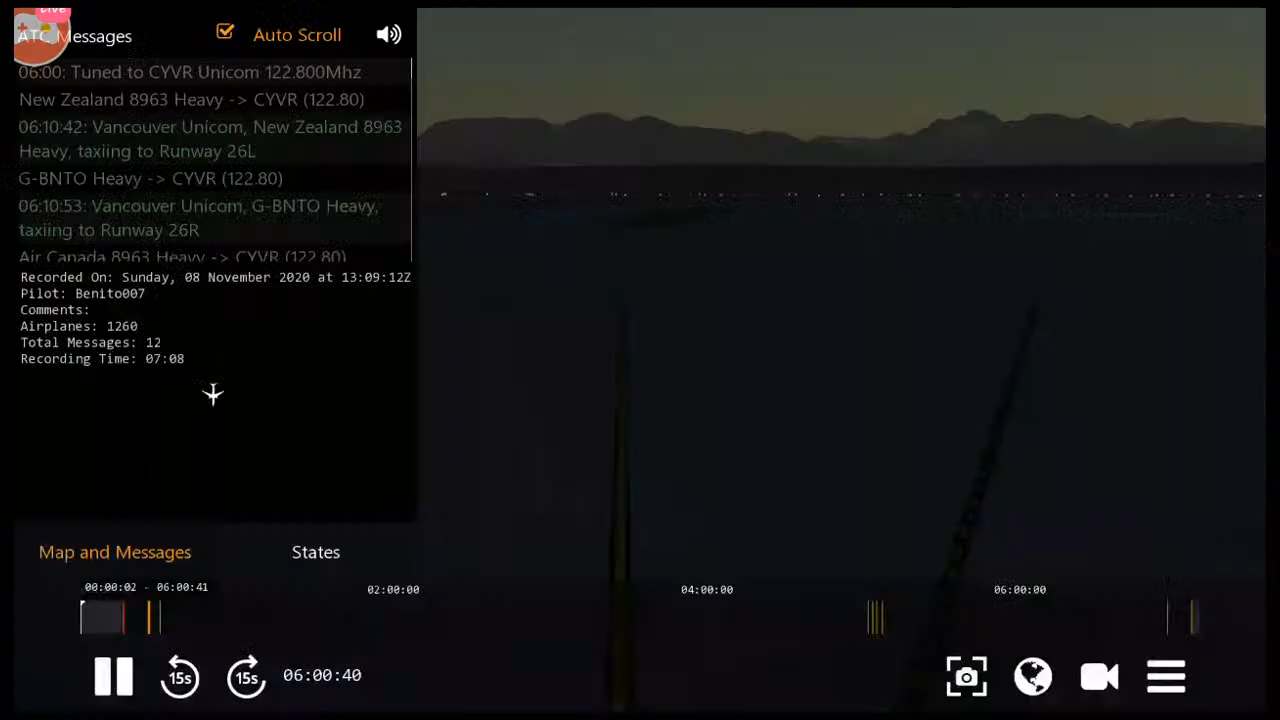 Live
ATC Messages
Auto Scroll
06:00: Tuned to CYVR Unicom 122.800Mhz
New Zealand 8963 Heavy -> CYVR (122.80)
06:10:42: Vancouver Unicom, New Zealand 8963
Heavy, taxiing to Runway 26L
G-BNTO Heavy -> CYVR (122.80)
06:10:53: Vancouver Unicom, G-BNTO Heavy,
taxiing to Runway 26R
Air Canada 8963 Heavy -> CYVR (122.80)
Recorded On: Sunday, 08 November 2020 at 13:09:12Z
Pilot: Benito007
Comments:
Airplanes: 1260
Total Messages: 12
Recording Time: 07:08
Map and Messages
States
00:00:02 - 06:00:41
02:00:00
04:00:00
06:00:00
15s
15s
06:00:40